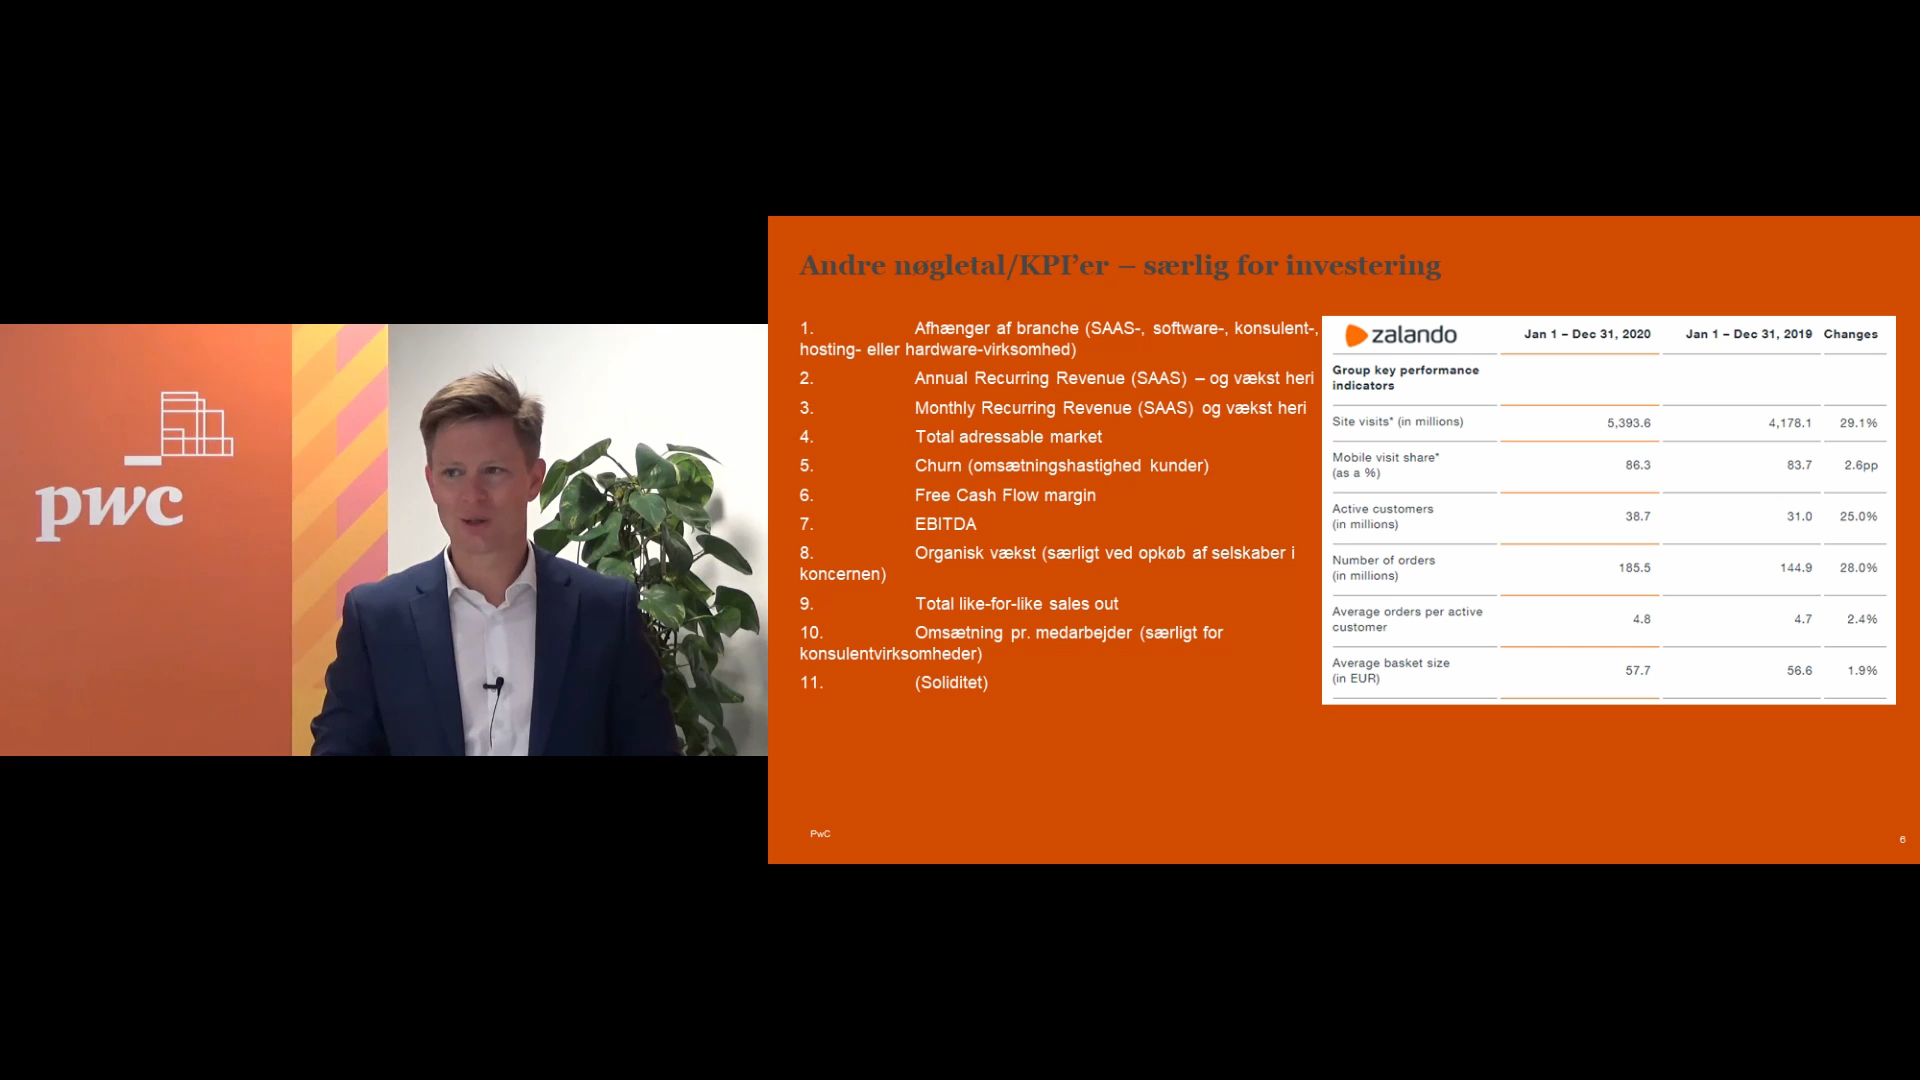 pwc
Andre nøgletal/KPI’er – særlig for investering
1. Afhænger af branche (SAAS-, software-, konsulent-,
hosting- eller hardware-virksomhed)
2. Annual Recurring Revenue (SAAS) – og vækst heri
3. Monthly Recurring Revenue (SAAS) og vækst heri
4. Total adressable market
5. Churn (omsætningshastighed kunder)
6. Free Cash Flow margin
7. EBITDA
8. Organisk vækst (særligt ved opkøb af selskaber i
koncernen)
9. Total like-for-like sales out
10. Omsætning pr. medarbejder (særligt for
konsulentvirksomheder)
11. (Soliditet)
zalando Jan 1 – Dec 31, 2020 Jan 1 – Dec 31, 2019 Changes
Group key performance
indicators
Site visits* (in millions) 5,393.6 4,178.1 29.1%
Mobile visit share*
(as a %) 86.3 83.7 2.6pp
Active customers
(in millions) 38.7 31.0 25.0%
Number of orders
(in millions) 185.5 144.9 28.0%
Average orders per active
customer 4.8 4.7 2.4%
Average basket size
(in EUR) 57.7 56.6 1.9%
PwC
6